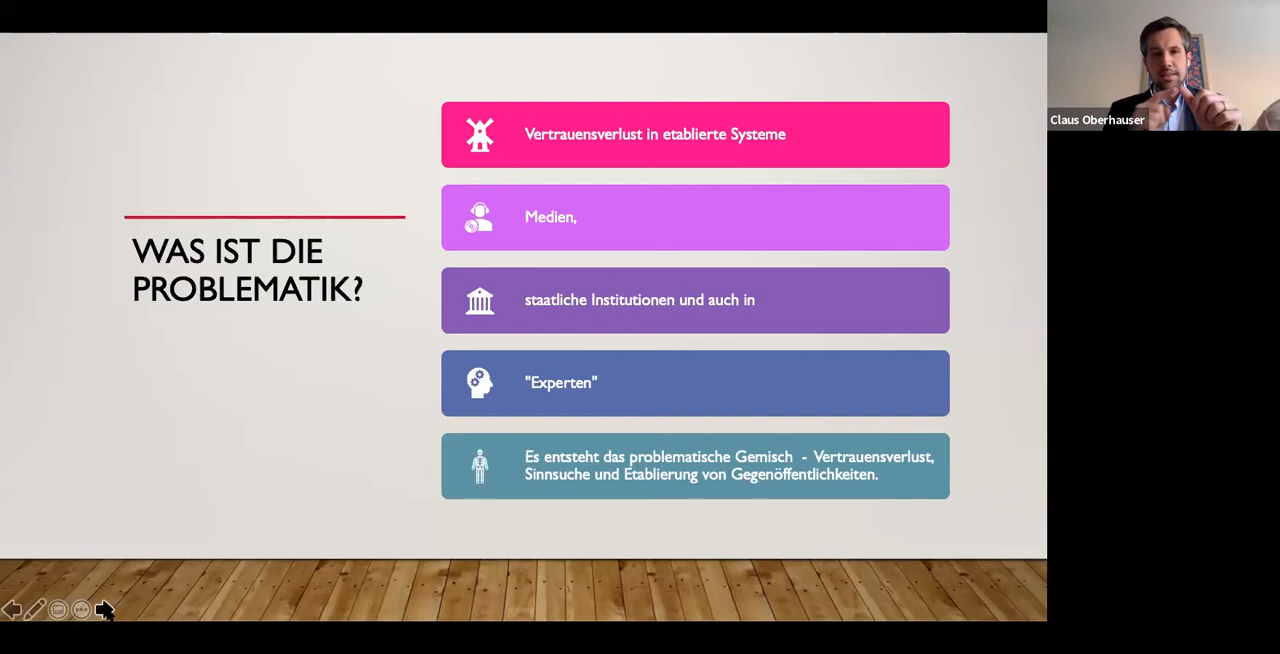 WAS IST DIE
PROBLEMATIK?
Vertrauensverlust in etablierte Systeme
Medien,
staatliche Institutionen und auch in
"Experten"
Es entsteht das problematische Gemisch - Vertrauensverlust,
Sinnsuche und Etablierung von Gegenöffentlichkeiten.
Claus Oberhauser